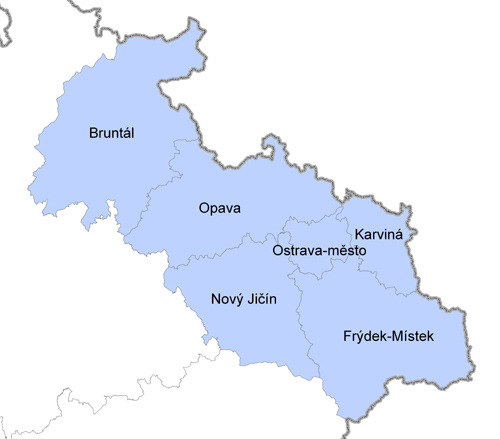 Bruntál
Opava
Karviná
Ostrava-město
Nový Jičín
Frýdek-Místek